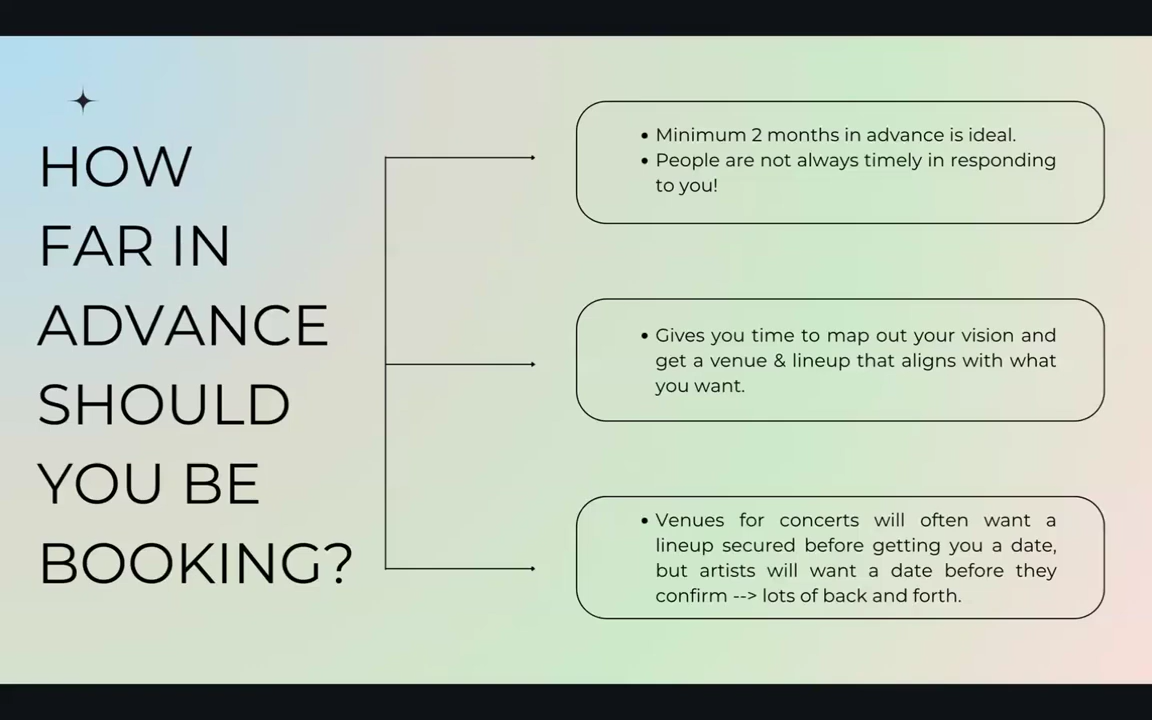 HOW
FAR IN
ADVANCE
SHOULD
YOU BE
BOOKING?
• Minimum 2 months in advance is ideal.
• People are not always timely in responding
to you!
• Gives you time to map out your vision and
get a venue & lineup that aligns with what
you want.
• Venues for concerts will often want a
lineup secured before getting you a date,
but artists will want a date before they
confirm --> lots of back and forth.